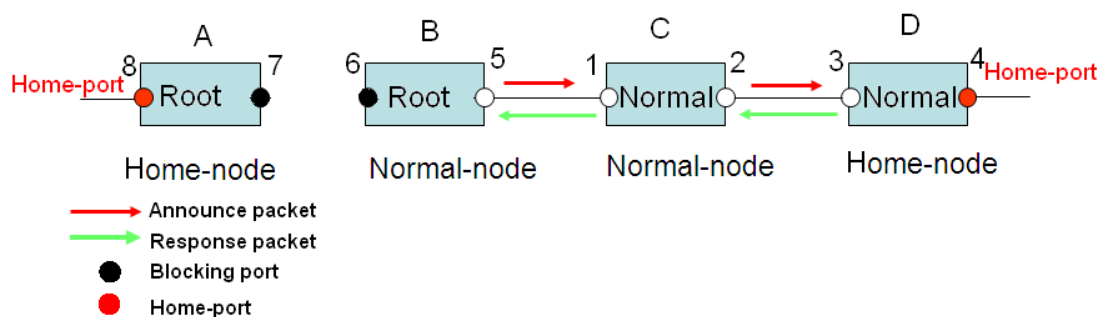 A B C D
8 7 6 5 1 2 3 4
Home-port Root Root Normal Normal Home-port
Home-node Normal-node Normal-node Home-node
Announce packet
Response packet
Blocking port
Home-port